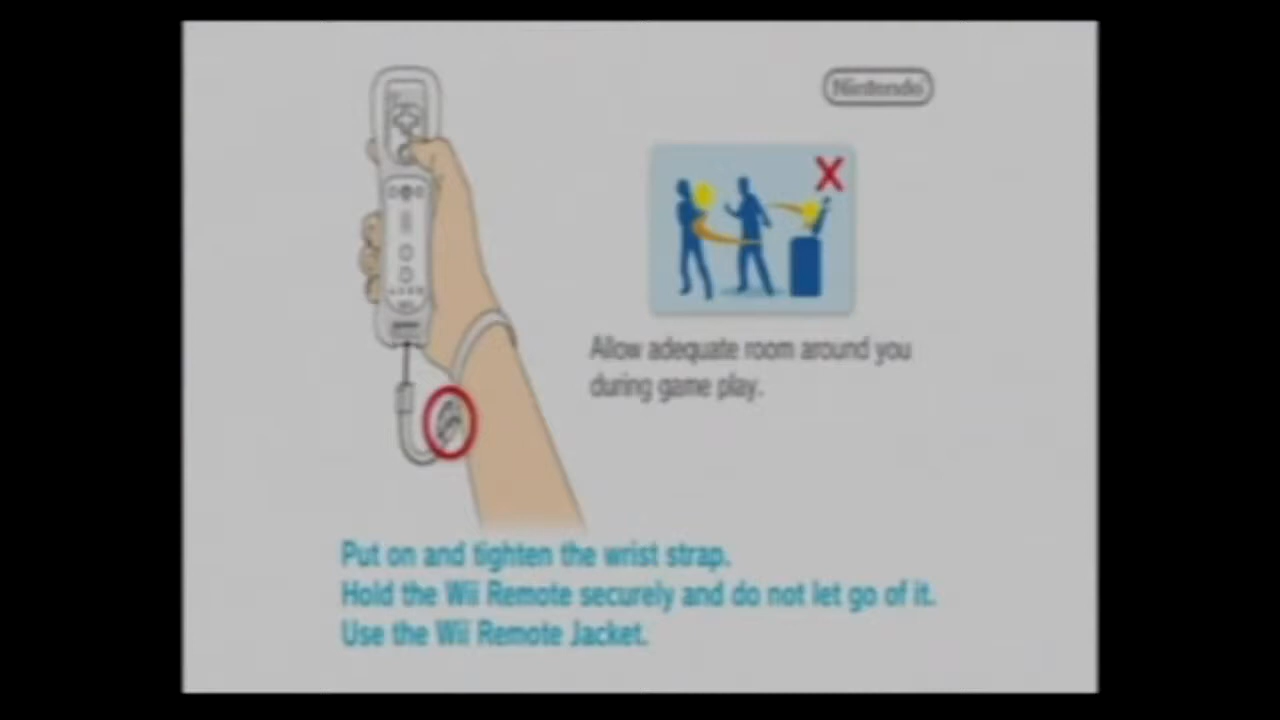 Nintendo
Allow adequate room around you
during game play.
Put on and tighten the wrist strap.
Hold the Wii Remote securely and do not let go of it.
Use the Wii Remote Jacket.